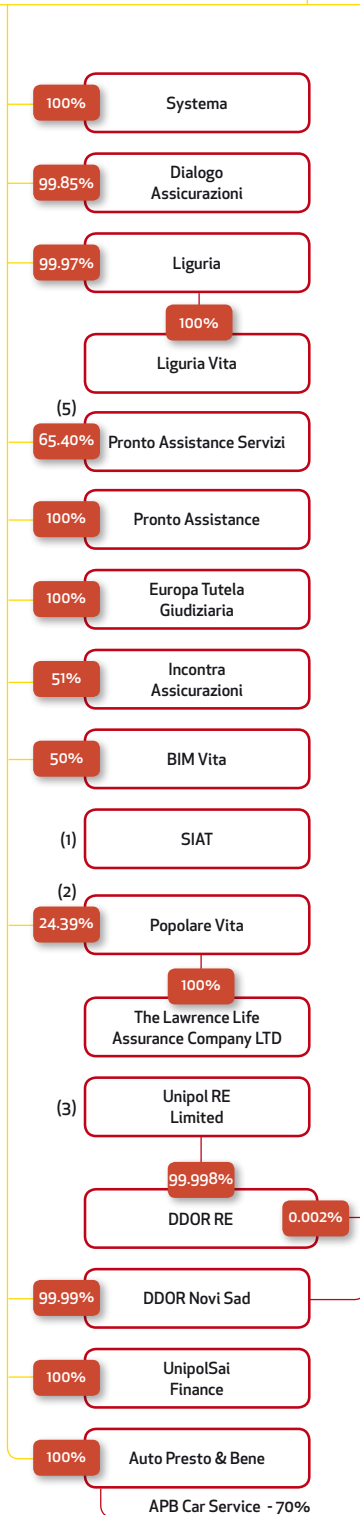 100%
Systema
99.85%
Dialogo
Assicurazioni
99.97%
Liguria
100%
Liguria Vita
(5)
65.40%
Pronto Assistance Servizi
100%
Pronto Assistance
100%
Europa Tutela
Giudiziaria
51%
Incontra
Assicurazioni
50%
BIM Vita
(1)
SIAT
(2)
24.39%
Popolare Vita
100%
The Lawrence Life
Assurance Company LTD
(3)
Unipol RE
Limited
99.998%
DDOR RE
0.002%
99.99%
DDOR Novi Sad
100%
UnipolSai
Finance
100%
Auto Presto & Bene
APB Car Service - 70%